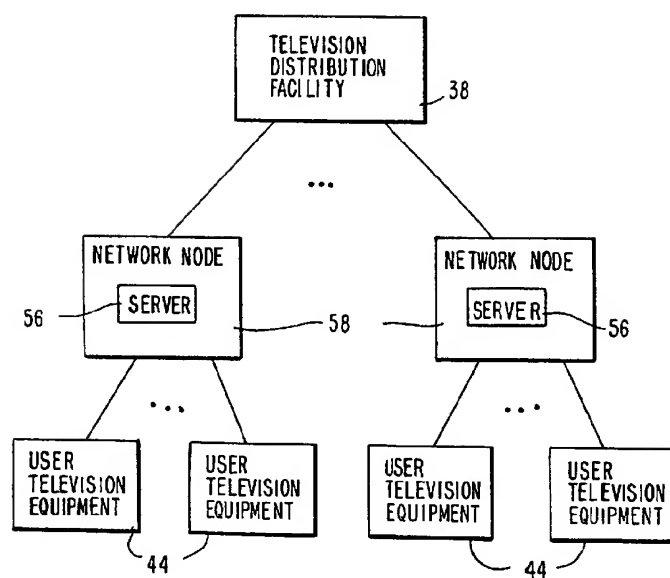 TELEVISION
DISTRIBUTION
FACILITY
38
...
NETWORK NODE
SERVER
56
58
NETWORK NODE
SERVER
56
...
...
USER
TELEVISION
EQUIPMENT
USER
TELEVISION
EQUIPMENT
44
USER
TELEVISION
EQUIPMENT
USER
TELEVISION
EQUIPMENT
44